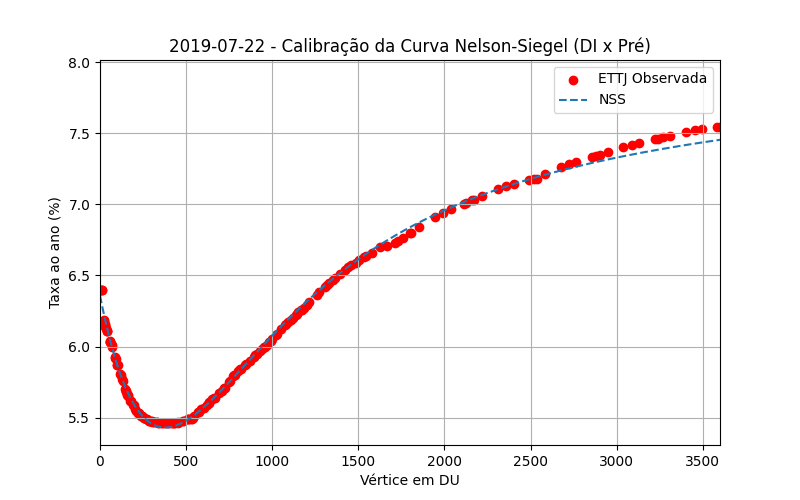 2019-07-22 - Calibração da Curva Nelson-Siegel (DI x Pré)
ETTJ Observada
NSS
Taxa ao ano (%)
8.0
7.5
7.0
6.5
6.0
5.5
0 500 1000 1500 2000 2500 3000 3500
Vértice em DU